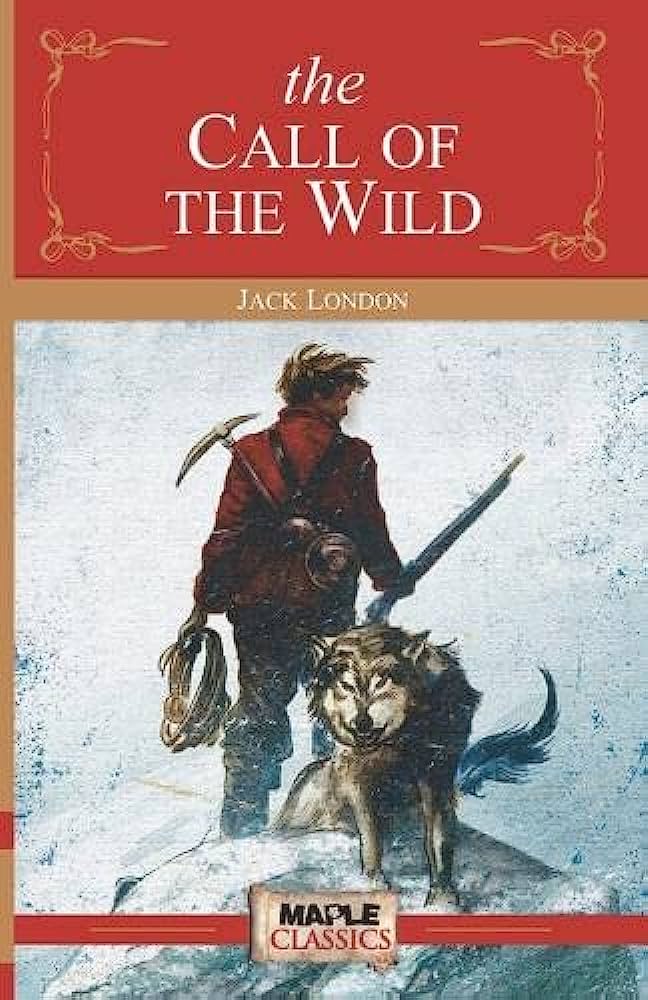 the
CALL OF
THE WILD
JACK LONDON
MAPLE
CLASSICS